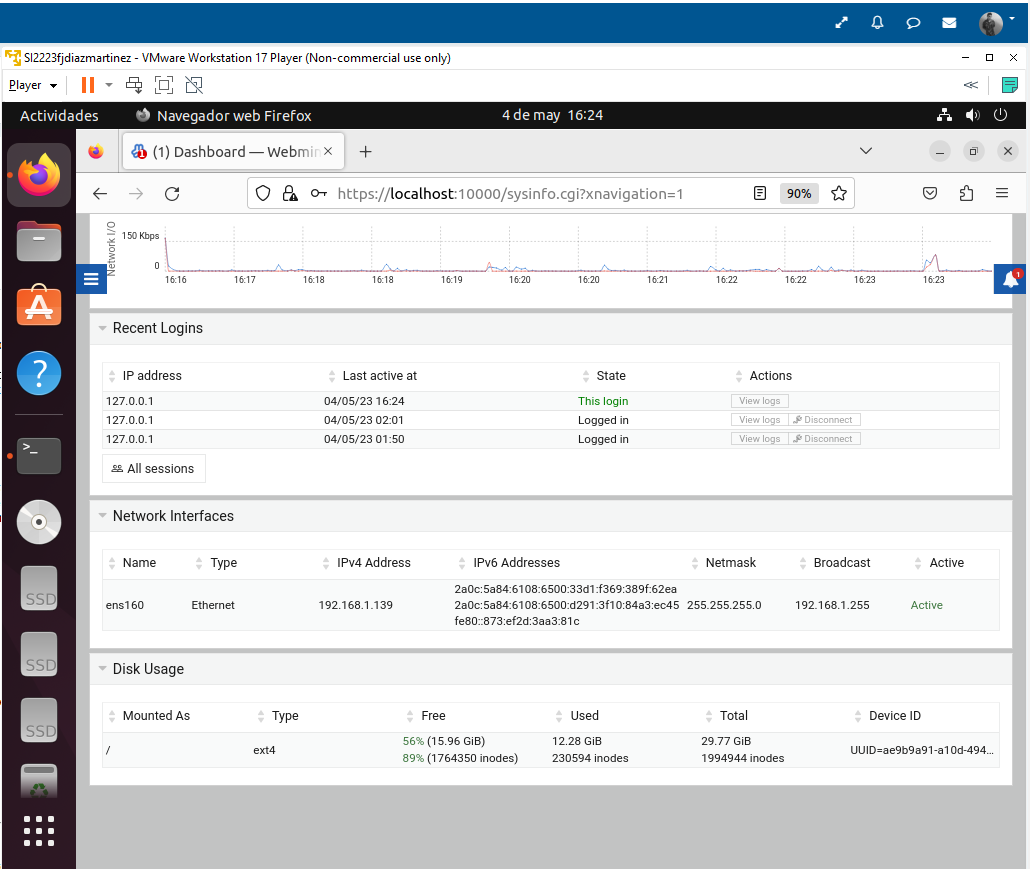 SI2223fjdiazmartinez - VMware Workstation 17 Player (Non-commercial use only)
Player
Actividades
Navegador web Firefox
4 de may 16:24
(1) Dashboard — Webmin
https://localhost:10000/sysinfo.cgi?xnavigation=1
90%
Network I/O
150 Kbps
0
16:16 16:17 16:18 16:18 16:19 16:20 16:20 16:21 16:22 16:22 16:23 16:23
1
Recent Logins
IP address Last active at State Actions
127.0.0.1 04/05/23 16:24 This login View logs
127.0.0.1 04/05/23 02:01 Logged in View logs Disconnect
127.0.0.1 04/05/23 01:50 Logged in View logs Disconnect
All sessions
Network Interfaces
Name Type IPv4 Address IPv6 Addresses Netmask Broadcast Active
2a0c:5a84:6108:6500:33d1:f369:389f:62ea
ens160 Ethernet 192.168.1.139 2a0c:5a84:6108:6500:d291:3f10:84a3:ec45 255.255.255.0 192.168.1.255 Active
fe80::873:ef2d:3aa3:81c
Disk Usage
Mounted As Type Free Used Total Device ID
/ ext4 56% (15.96 GiB) 12.28 GiB 29.77 GiB UUID=ae9b9a91-a10d-494...
89% (1764350 inodes) 230594 inodes 1994944 inodes
SSD
SSD
SSD